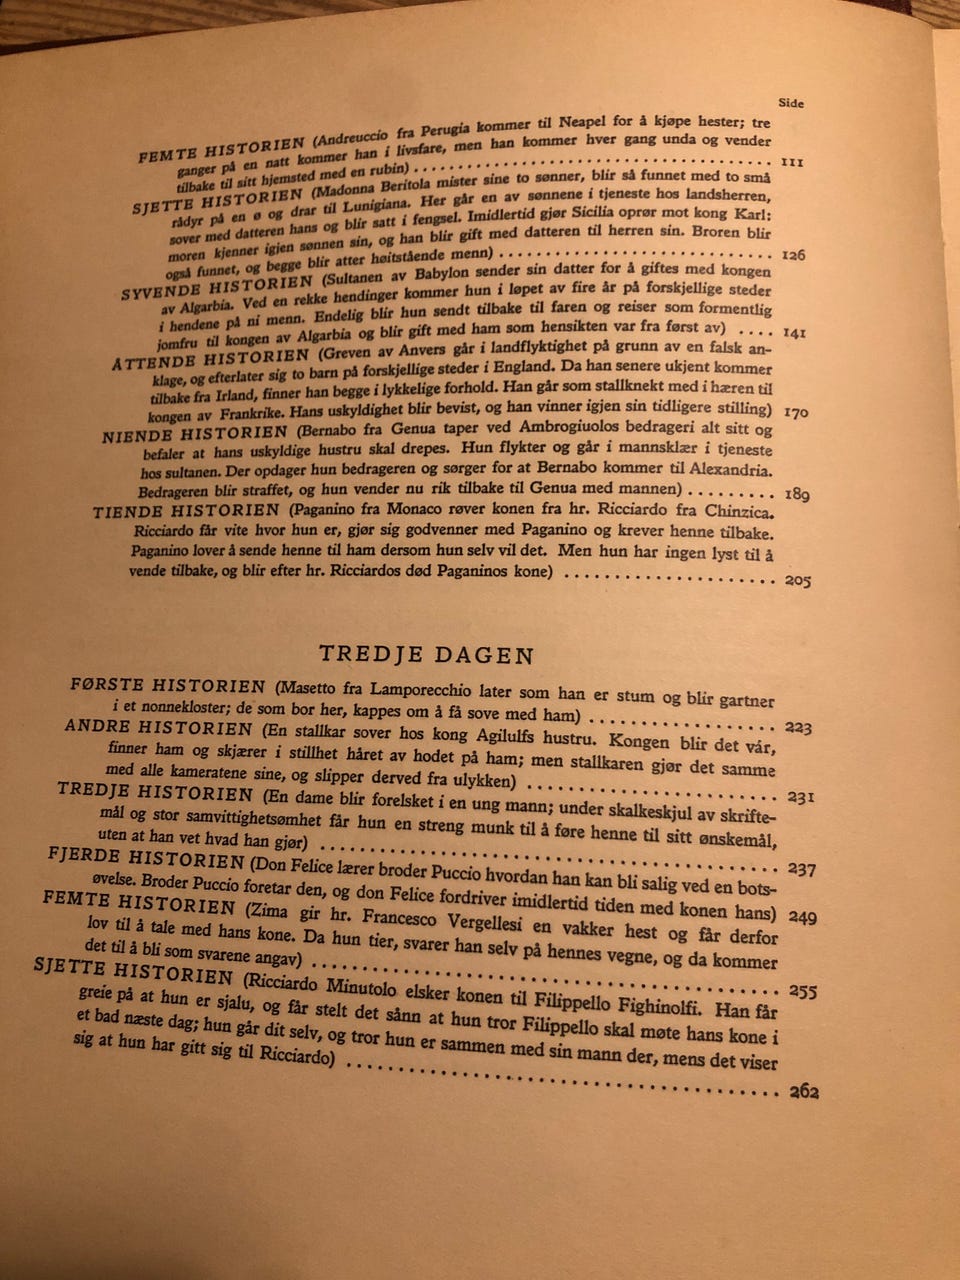 Side
FEMTE HISTORIEN (Andreuccio fra Perugia kommer til Neapel for å kjøpe hester; tre
ganger på en natt kommer han i livsfare, men han kommer hver gang unda og vender
tilbake til sitt hjemsted med en rubin) . . . . . . . . . . . . . . . . . . . . . . . . . . . . . . . . . . . . . . 111
SJETTE HISTORIEN (Madonna Beritola mister sine to sønner, blir så funnet med to små
rådyr på en ø og drar til Lunigiana. Her går en av sønnene i tjeneste hos landsherren,
sover med datteren hans og blir satt i fengsel. Imidlertid gjør Sicilia oprør mot kong Karl:
moren kjenner igjen sønnen sin, og han blir gift med datteren til herren sin. Broren blir
også funnet, og begge blir atter høitstående menn) . . . . . . . . . . . . . . . . . . . . . . . . . . . . 126
SYVENDE HISTORIEN (Sultanen av Babylon sender sin datter for å giftes med kongen
av Algarbia. Ved en rekke hendinger kommer hun i løpet av fire år på forskjellige steder
i hendene på ni menn. Endelig blir hun sendt tilbake til faren og reiser som formentlig
jomfru til kongen av Algarbia og blir gift med ham som hensikten var fra først av) . . . . 141
ÅTTENDE HISTORIEN (Greven av Anvers går i landflyktighet på grunn av en falsk an-
klage, og efterlater sig to barn på forskjellige steder i England. Da han senere ukjent kommer
tilbake fra Irland, finner han begge i lykkelige forhold. Han går som stallknekt med i hæren til
kongen av Frankrike. Hans uskyldighet blir bevist, og han vinner igjen sin tidligere stilling) 170
NIENDE HISTORIEN (Bernabo fra Genua taper ved Ambrogiuolos bedrageri alt sitt og
befaler at hans uskyldige hustru skal drepes. Hun flykter og går i mannsklær i tjeneste
hos sultanen. Der opdager hun bedrageren og sørger for at Bernabo kommer til Alexandria.
Bedrageren blir straffet, og hun vender nu rik tilbake til Genua med mannen) . . . . . . . . . 189
TIENDE HISTORIEN (Paganino fra Monaco røver konen fra hr. Ricciardo fra Chinzica.
Ricciardo får vite hvor hun er, gjør sig godvenner med Paganino og krever henne tilbake.
Paganino lover å sende henne til ham dersom hun selv vil det. Men hun har ingen lyst til å
vende tilbake, og blir efter hr. Ricciardos død Paganinos kone) . . . . . . . . . . . . . . . . . . . . . . 205
TREDJE DAGEN
FØRSTE HISTORIEN (Masetto fra Lamporecchio later som han er stum og blir gartner
i et nonnekloster; de som bor her, kappes om å få sove med ham) . . . . . . . . . . . . . . . . . . . 223
ANDRE HISTORIEN (En stallkar sover hos kong Agilulfs hustru. Kongen blir det vår,
finner ham og skjærer i stillhet håret av hodet på ham; men stallkaren gjør det samme
med alle kameratene sine, og slipper derved fra ulykken) . . . . . . . . . . . . . . . . . . . . . . . . . . 231
TREDJE HISTORIEN (En dame blir forelsket i en ung mann; under skalkeskjul av skrifte-
mål og stor samvittighetsømhet får hun en streng munk til å føre henne til sitt ønskemål,
uten at han vet hvad han gjør) . . . . . . . . . . . . . . . . . . . . . . . . . . . . . . . . . . . . . . . . . . . . . . . 237
FJERDE HISTORIEN (Don Felice lærer broder Puccio hvordan han kan bli salig ved en bots-
øvelse. Broder Puccio foretar den, og don Felice fordriver imidlertid tiden med konen hans) 249
FEMTE HISTORIEN (Zima gir hr. Francesco Vergellesi en vakker hest og får derfor
lov til å tale med hans kone. Da hun tier, svarer han selv på hennes vegne, og da kommer
det til å bli som svarene angav) . . . . . . . . . . . . . . . . . . . . . . . . . . . . . . . . . . . . . . . . . . . . . . 255
SJETTE HISTORIEN (Ricciardo Minutolo elsker konen til Filippello Fighinolfi. Han får
greie på at hun er sjalu, og får stelt det sånn at hun tror Filippello skal møte hans kone i
et bad næste dag; hun går dit selv, og tror hun er sammen med sin mann der, mens det viser
sig at hun har gitt sig til Ricciardo) . . . . . . . . . . . . . . . . . . . . . . . . . . . . . . . . . . . . . . . . . . . 262